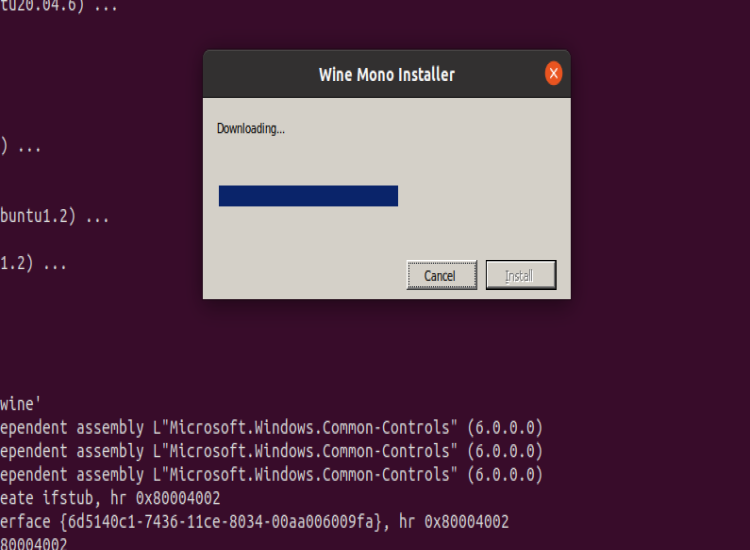 tu20.04.6) ...
Wine Mono Installer
Downloading...
) ...
buntu1.2) ...
1.2) ...
Cancel
Install
wine'
ependent assembly L"Microsoft.Windows.Common-Controls" (6.0.0.0)
ependent assembly L"Microsoft.Windows.Common-Controls" (6.0.0.0)
ependent assembly L"Microsoft.Windows.Common-Controls" (6.0.0.0)
eate ifstub, hr 0x80004002
erface {6d5140c1-7436-11ce-8034-00aa006009fa}, hr 0x80004002
80004002